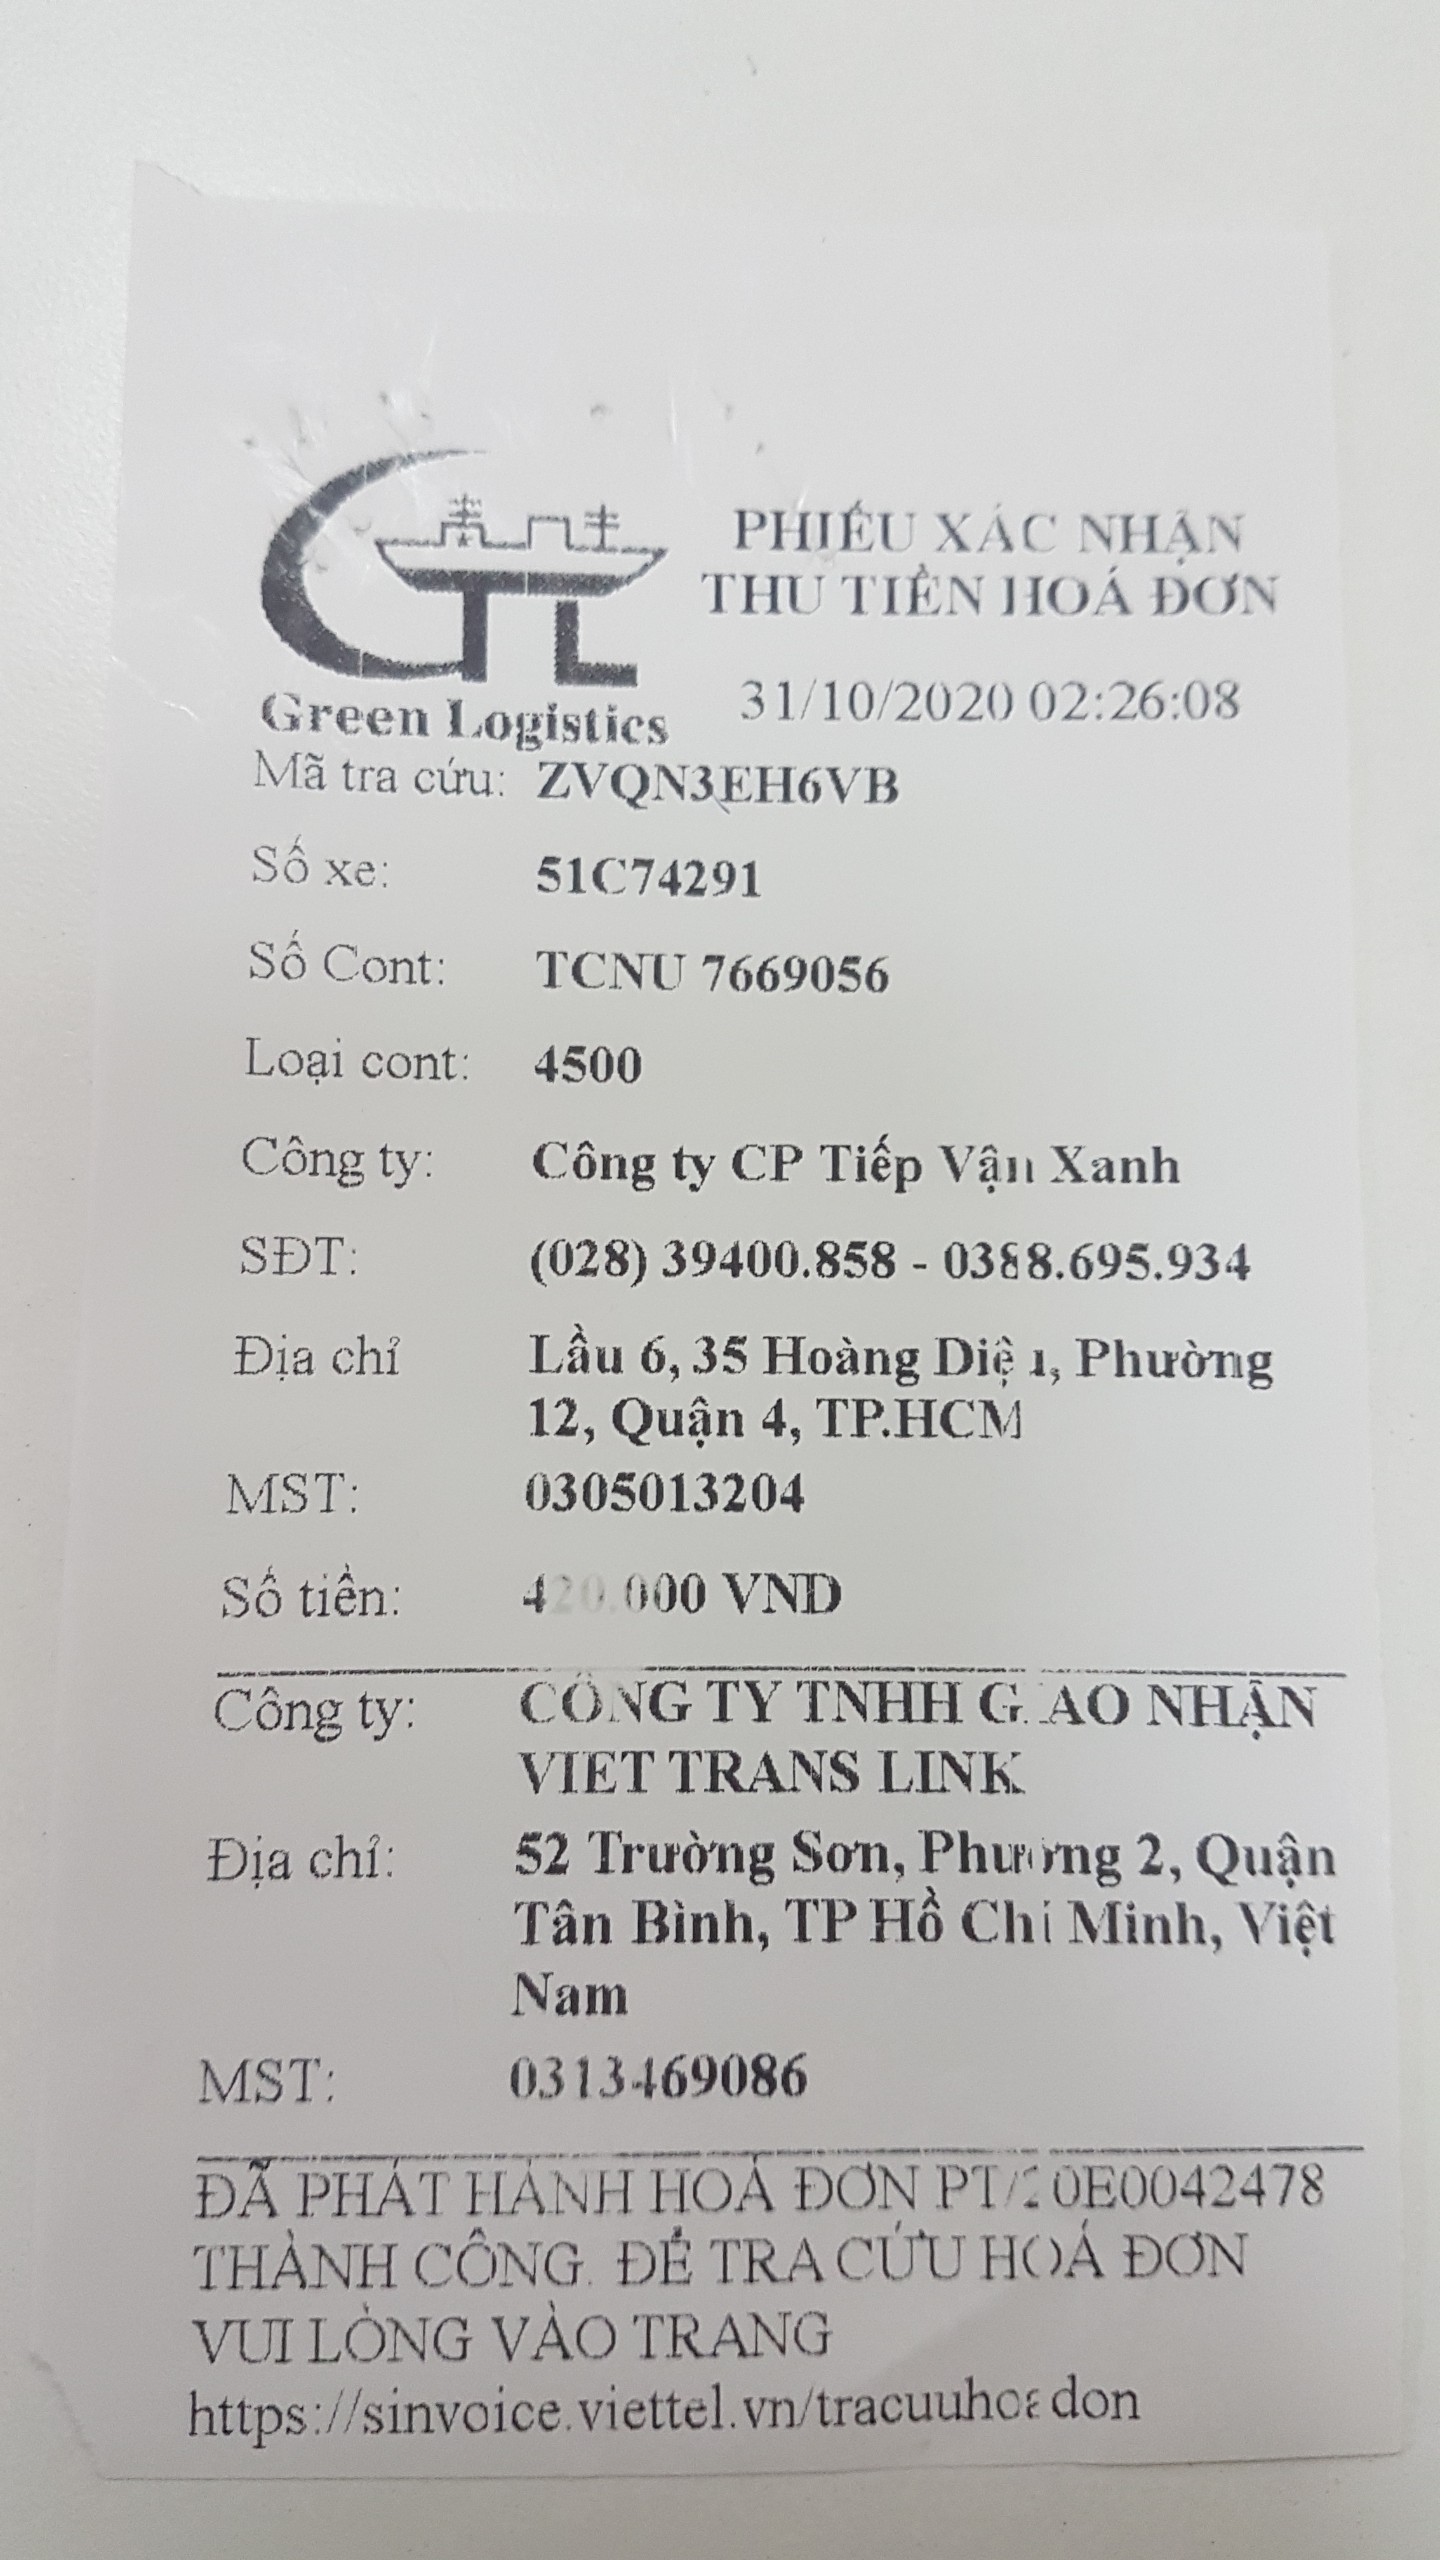 PHIẾU XÁC NHẬN
THU TIỀN HOÁ ĐƠN
31/10/2020 02:26:08
GTL
Green Logistics
Mã tra cứu: ZVQN3EH6VB
Số xe: 51C74291
Số Cont: TCNU 7669056
Loại cont: 4500
Công ty: Công ty CP Tiếp Vận Xanh
SĐT: (028) 39400.858 - 0388.695.934
Địa chỉ Lầu 6, 35 Hoàng Diệu, Phường
12, Quận 4, TP.HCM
MST: 0305013204
Số tiền: 420.000 VND
Công ty: CÔNG TY TNHH GIAO NHẬN
VIET TRANS LINK
Địa chỉ: 52 Trường Sơn, Phường 2, Quận
Tân Bình, TP Hồ Chí Minh, Việt
Nam
MST: 0313469086
ĐÃ PHÁT HÀNH HOÁ ĐƠN PT/20E0042478
THÀNH CÔNG. ĐỂ TRA CỨU HOÁ ĐƠN
VUI LÒNG VÀO TRANG
https://sinvoice.viettel.vn/tracuuhoadon